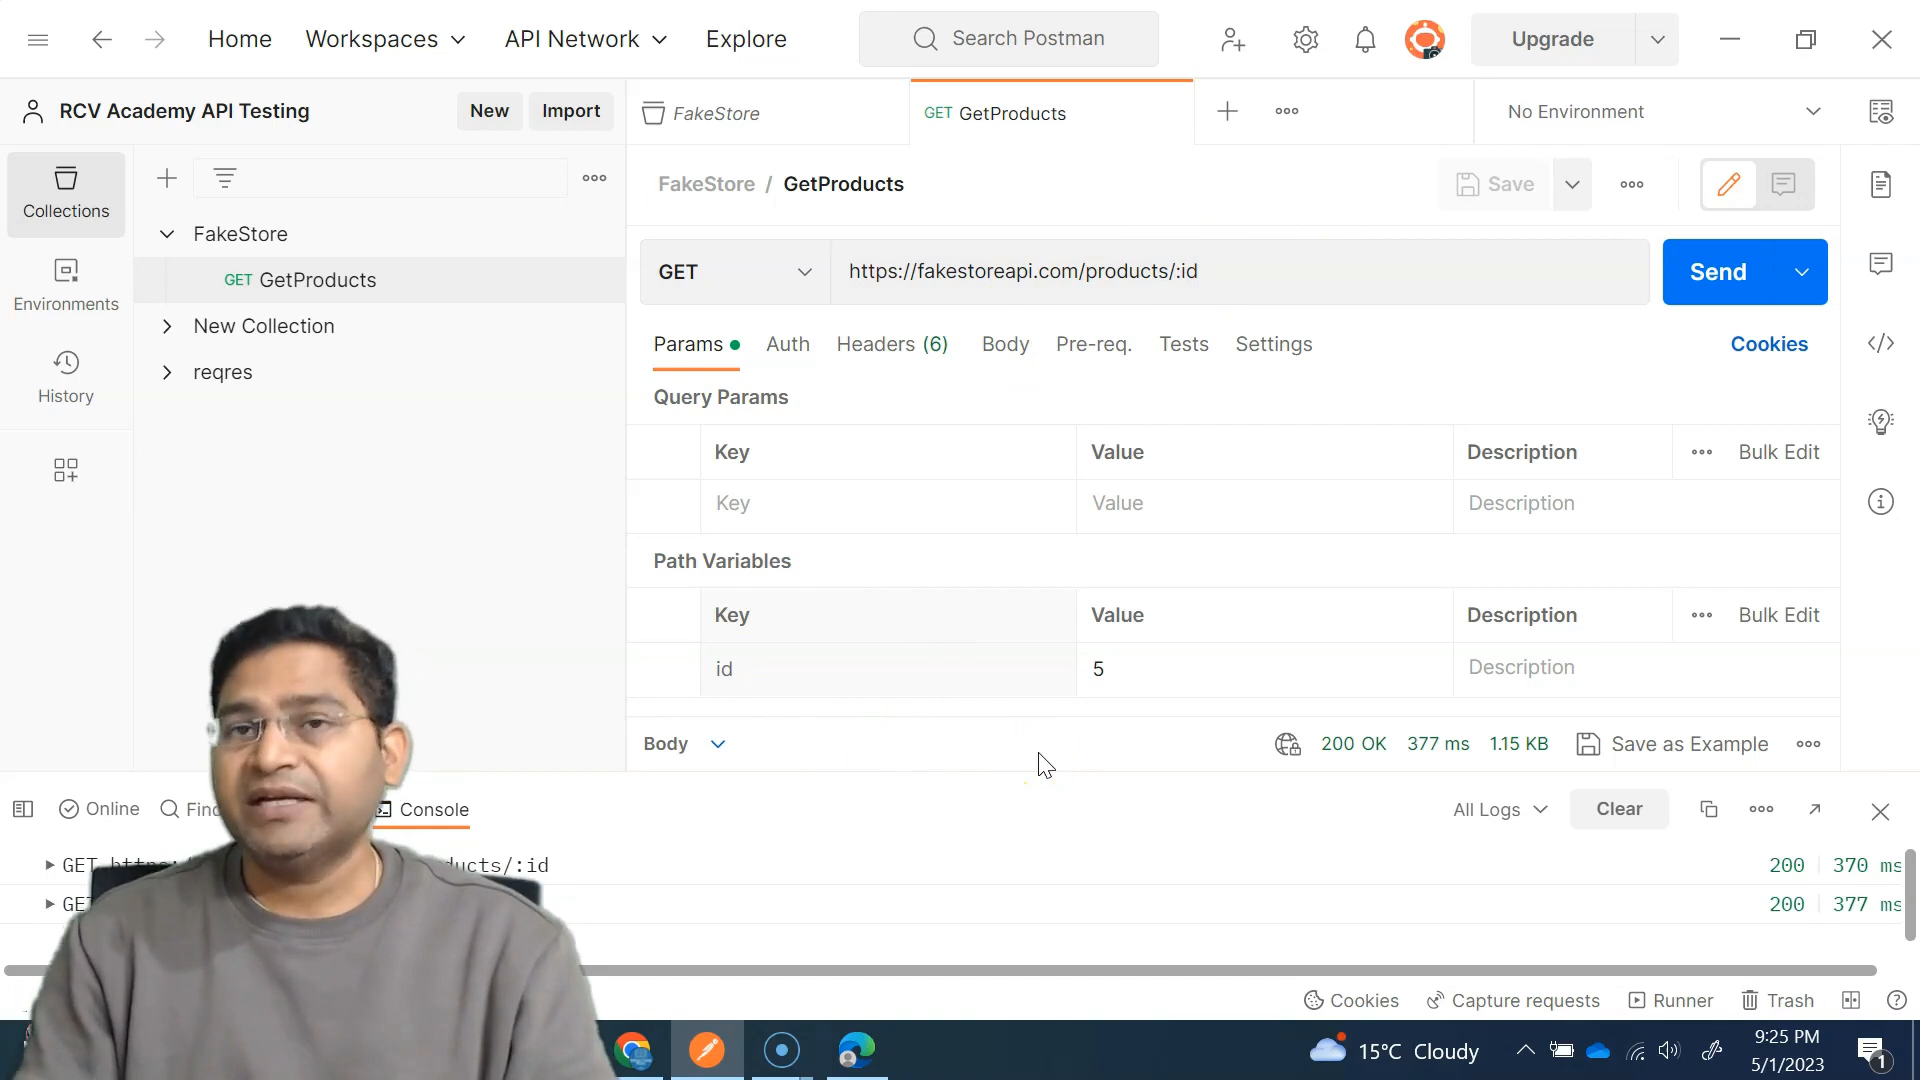 Home Workspaces API Network Explore Search Postman Upgrade
RCV Academy API Testing New Import FakeStore GET GetProducts No Environment
Collections
FakeStore
GET GetProducts
New Collection
reqres
Environments
History
FakeStore / GetProducts Save
GET https://fakestoreapi.com/products/:id Send
Params Auth Headers (6) Body Pre-req. Tests Settings Cookies
Query Params
Key Value Description Bulk Edit
Key Value Description
Path Variables
Key Value Description Bulk Edit
id 5 Description
Body 200 OK 377 ms 1.15 KB Save as Example
Online Find Console All Logs Clear
GET /:id 200 370 ms
200 377 ms
Cookies Capture requests Runner Trash
15°C Cloudy 9:25 PM
5/1/2023 1